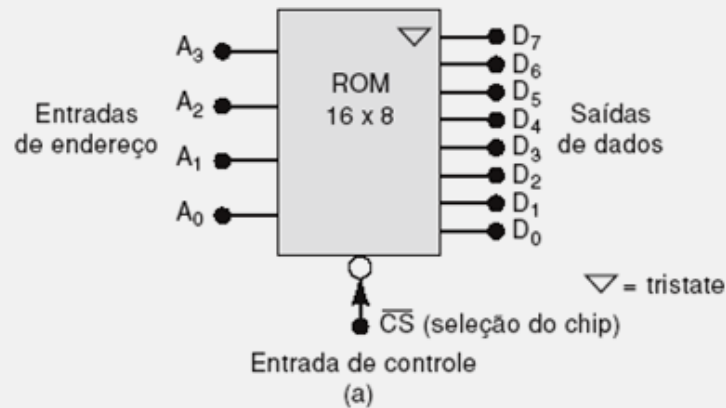 A₃
A₂
A₁
A₀
Entradas
de endereço
ROM
16 x 8
D₇
D₆
D₅
D₄
D₃
D₂
D₁
D₀
Saídas
de dados
▽ = tristate
C̅S̅ (seleção do chip)
Entrada de controle
(a)